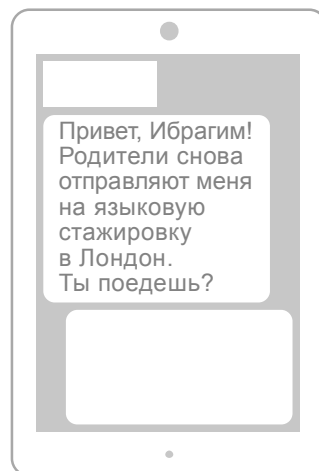 Привет, Ибрагим!
Родители снова
отправляют меня
на языковую
стажировку
в Лондон.
Ты поедешь?